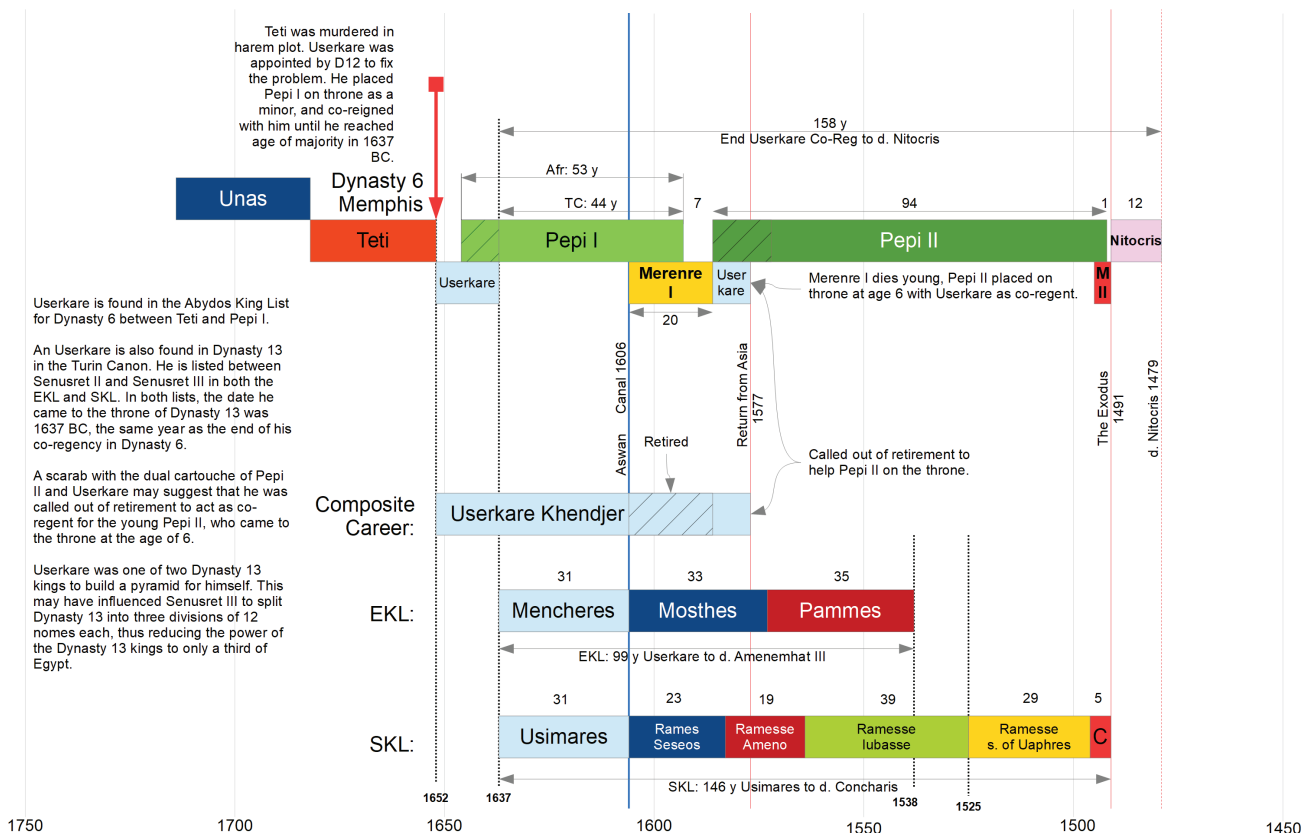 Teti was murdered in
harem plot. Userkare was
appointed by D12 to fix
the problem. He placed
Pepi I on throne as a
minor, and co-reigned
with him until he reached
age of majority in 1637
BC.
158 y
End Userkare Co-Reg to d. Nitocris
Afr: 53 y
Dynasty 6
Memphis
TC: 44 y
7
94
1
12
Unas
Teti
Pepi I
Pepi II
Nitocris
Userkare
Merenre
I
User
kare
M
II
Merenre I dies young, Pepi II placed on
throne at age 6 with Userkare as co-regent.
20
Userkare is found in the Abydos King List
for Dynasty 6 between Teti and Pepi I.
An Userkare is also found in Dynasty 13
in the Turin Canon. He is listed between
Senusret II and Senusret III in both the
EKL and SKL. In both lists, the date he
came to the throne of Dynasty 13 was
1637 BC, the same year as the end of his
co-regency in Dynasty 6.
A scarab with the dual cartouche of Pepi
II and Userkare may suggest that he was
called out of retirement to act as co-
regent for the young Pepi II, who came to
the throne at the age of 6.
Userkare was one of two Dynasty 13
kings to build a pyramid for himself. This
may have influenced Senusret III to split
Dynasty 13 into three divisions of 12
nomes each, thus reducing the power of
the Dynasty 13 kings to only a third of
Egypt.
Aswan Canal 1606
Return from Asia
1577
The Exodus
1491
d. Nitocris 1479
Retired
Called out of retirement to
help Pepi II on the throne.
Composite
Career:
Userkare Khendjer
31
33
35
EKL:
Mencheres
Mosthes
Pammes
EKL: 99 y Userkare to d. Amenemhat III
31
23
19
39
29
5
SKL:
Usimares
Rames
Seseos
Ramesse
Ameno
Ramesse
Iubasse
Ramesse
s. of Uaphres
C
SKL: 146 y Usimares to d. Concharis
1652
1637
1538
1525
1750
1700
1650
1600
1550
1500
1450